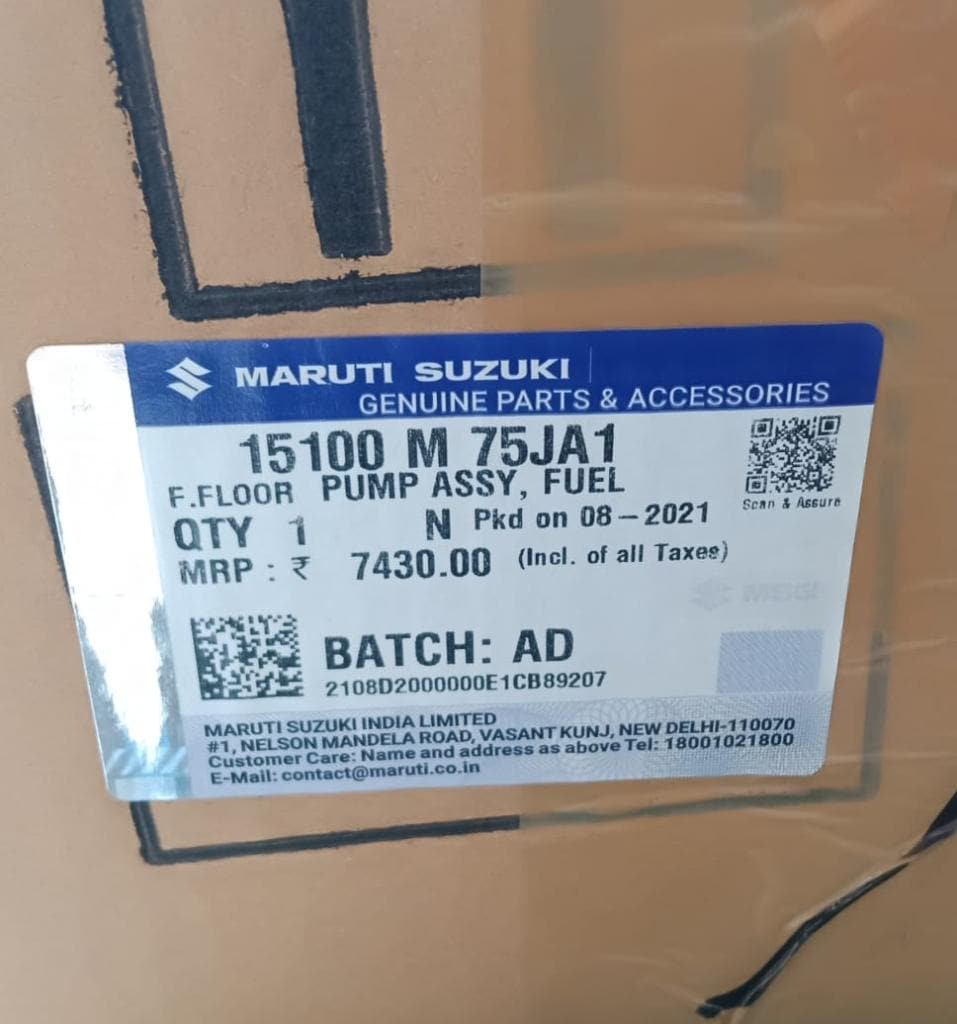 MARUTI SUZUKI
GENUINE PARTS & ACCESSORIES
15100 M 75JA1
F.FLOOR PUMP ASSY, FUEL
Scan & Assure
QTY 1 N Pkd on 08-2021
MRP : ₹ 7430.00 (Incl. of all Taxes)
MSGI
BATCH: AD
2108D2000000E1CB89207
MARUTI SUZUKI INDIA LIMITED
#1, NELSON MANDELA ROAD, VASANT KUNJ, NEW DELHI-110070
Customer Care: Name and address as above Tel: 18001021800
E-Mail: contact@maruti.co.in